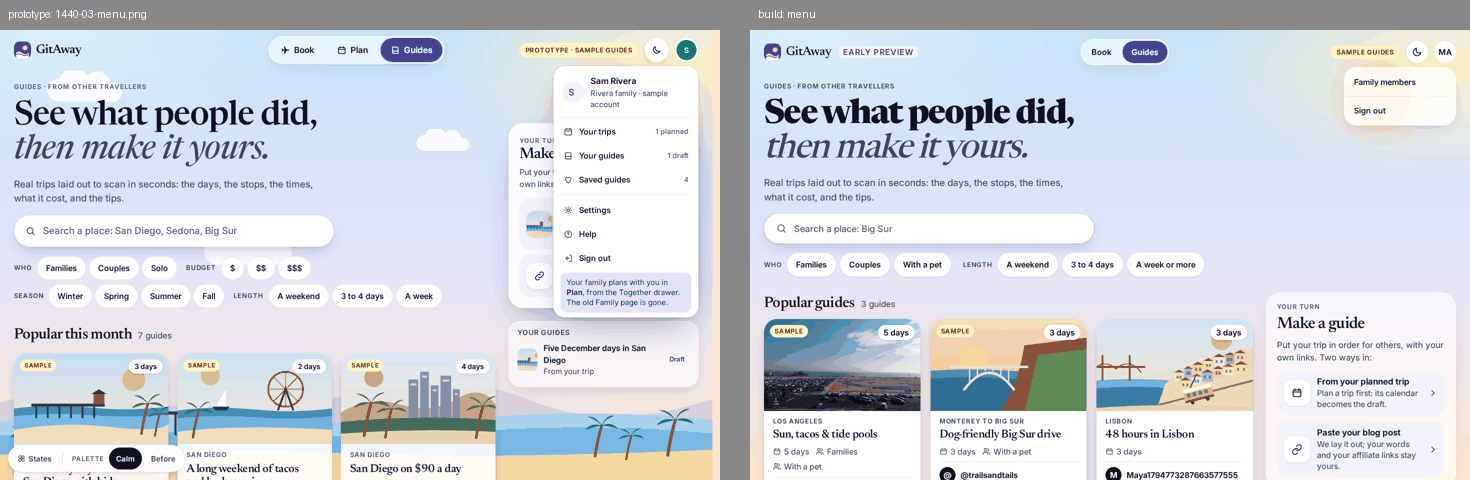 prototype: 1440-03-menu.png
GitAway
Book
Plan
Guides
PROTOTYPE · SAMPLE GUIDES
S
GUIDES · FROM OTHER TRAVELLERS
See what people did,
then make it yours.
Real trips laid out to scan in seconds: the days, the stops, the times,
what it cost, and the tips.
Search a place: San Diego, Sedona, Big Sur
WHO
Families
Couples
Solo
BUDGET
$
$$
$$$
SEASON
Winter
Spring
Summer
Fall
LENGTH
A weekend
3 to 4 days
A week
Popular this month
7 guides
SAMPLE
3 days
SAMPLE
2 days
SAMPLE
4 days
SAN DIEGO
A long weekend of tacos
SAN DIEGO
San Diego on $90 a day
States
PALETTE
Calm
Before
YOUR TU
Make
Put your
own links
S
Sam Rivera
Rivera family · sample
account
Your trips
1 planned
Your guides
1 draft
Saved guides
4
Settings
Help
Sign out
Your family plans with you in
Plan, from the Together drawer.
The old Family page is gone.
YOUR GUIDES
Five December days in San
Diego
From your trip
Draft
build: menu
GitAway
EARLY PREVIEW
Book
Guides
SAMPLE GUIDES
MA
Family members
Sign out
GUIDES · FROM OTHER TRAVELLERS
See what people did,
then make it yours.
Real trips laid out to scan in seconds: the days, the stops, the times,
what it cost, and the tips.
Search a place: Big Sur
WHO
Families
Couples
With a pet
LENGTH
A weekend
3 to 4 days
A week or more
Popular guides
3 guides
SAMPLE
5 days
LOS ANGELES
Sun, tacos & tide pools
5 days
Families
With a pet
SAMPLE
3 days
MONTEREY TO BIG SUR
Dog-friendly Big Sur drive
3 days
With a pet
@
@trailsandtails
3 days
LISBON
48 hours in Lisbon
3 days
M
Maya1794773287663577555
YOUR TURN
Make a guide
Put your trip in order for others, with your
own links. Two ways in:
From your planned trip
Plan a trip first: its calendar
becomes the draft.
Paste your blog post
We lay it out; your words
and your affiliate links stay
yours.